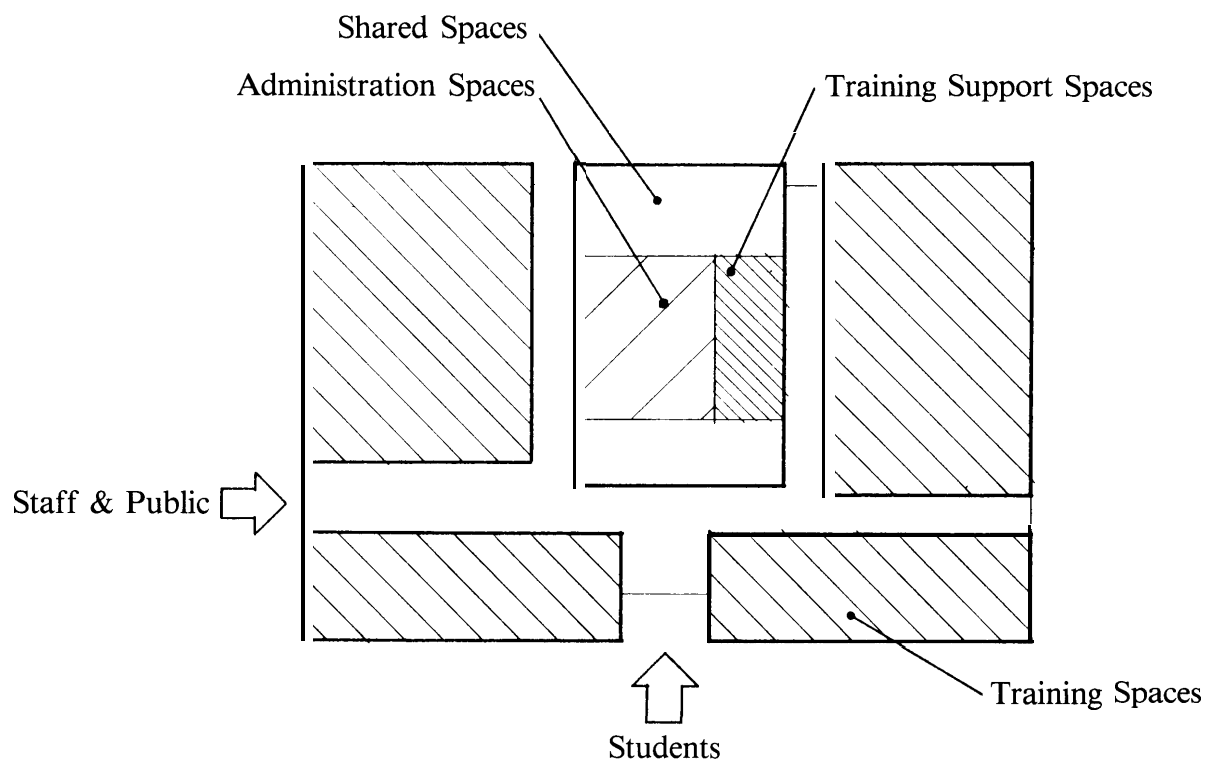 Shared Spaces
Administration Spaces
Training Support Spaces
Staff & Public
Training Spaces
Students